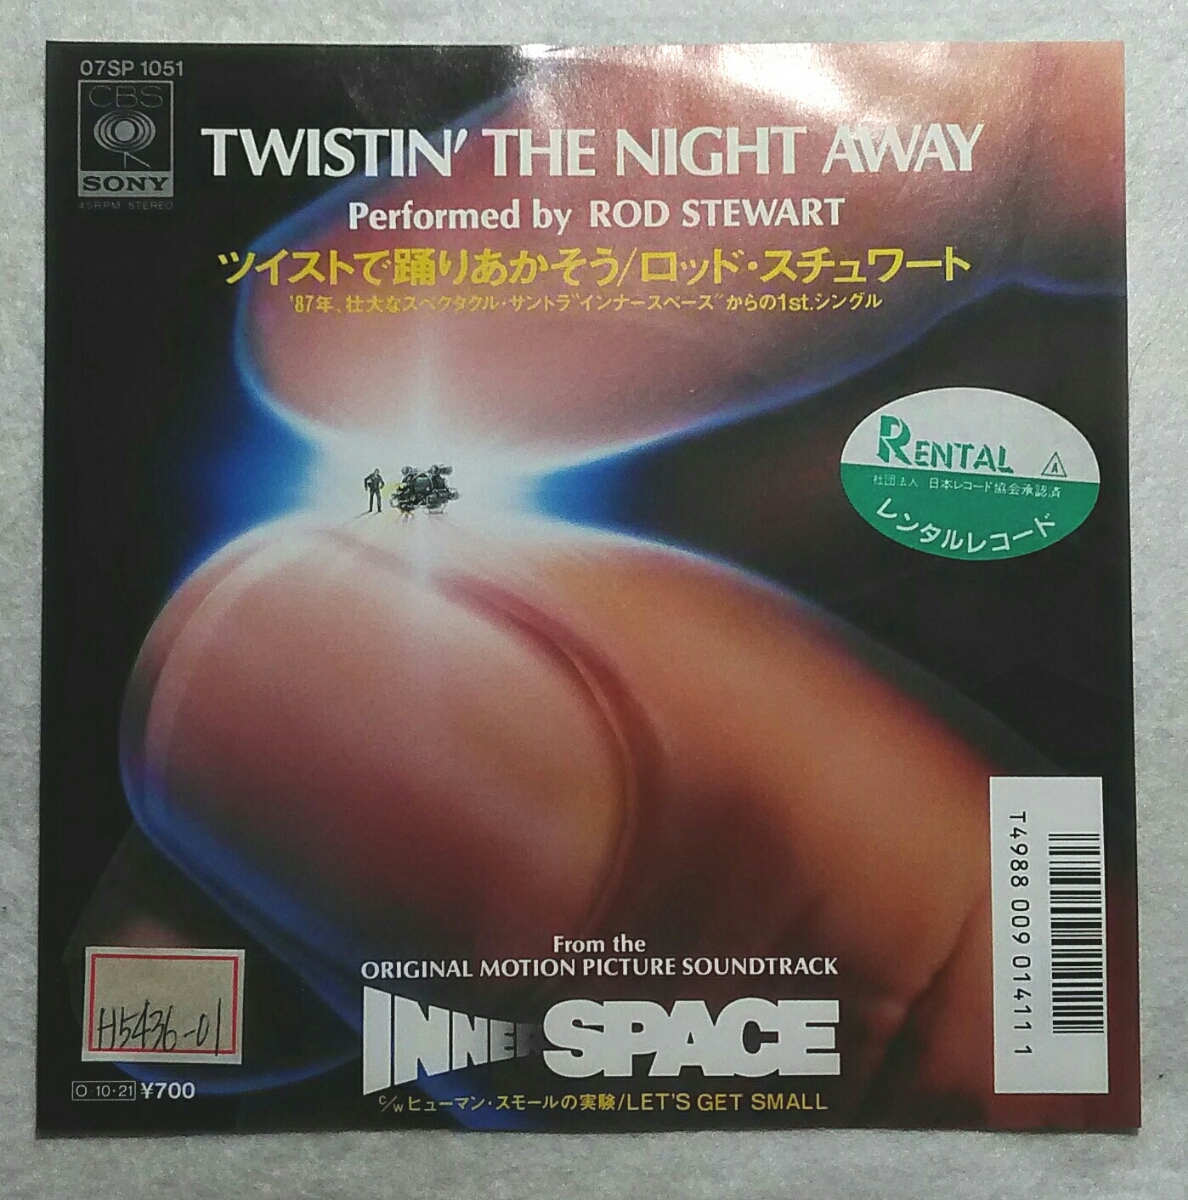 07SP 1051
CBS
SONY
45RPM STEREO
TWISTIN' THE NIGHT AWAY
Performed by ROD STEWART
ツイストで踊りあかそう/ロッド・スチュワート
'87年、壮大なスペクタクル・サントラ"インナースペース"からの1st.シングル
RENTAL
社団法人 日本レコード協会承認済
レンタルレコード
T4988 009 01411 1
From the
ORIGINAL MOTION PICTURE SOUNDTRACK
INNER SPACE
H5436-01
O・10・21 ¥700
c/w ヒューマン・スモールの実験/LET'S GET SMALL